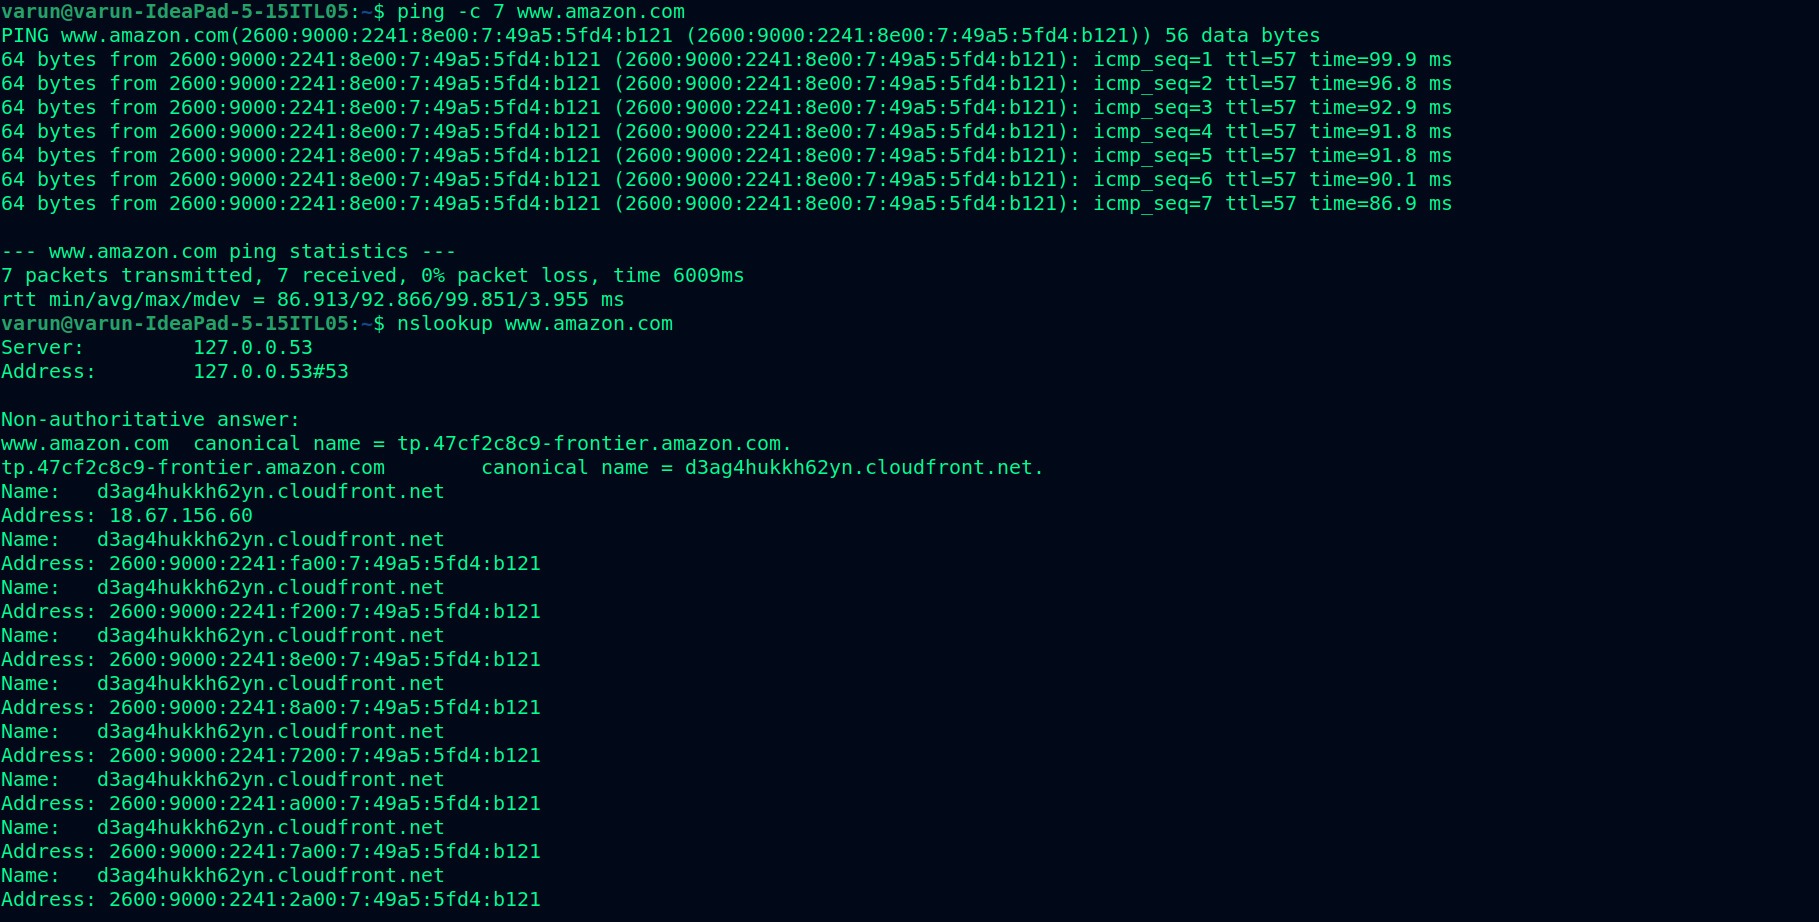 varun@varun-IdeaPad-5-15ITL05:~$ ping -c 7 www.amazon.com
PING www.amazon.com(2600:9000:2241:8e00:7:49a5:5fd4:b121 (2600:9000:2241:8e00:7:49a5:5fd4:b121)) 56 data bytes
64 bytes from 2600:9000:2241:8e00:7:49a5:5fd4:b121 (2600:9000:2241:8e00:7:49a5:5fd4:b121): icmp_seq=1 ttl=57 time=99.9 ms
64 bytes from 2600:9000:2241:8e00:7:49a5:5fd4:b121 (2600:9000:2241:8e00:7:49a5:5fd4:b121): icmp_seq=2 ttl=57 time=96.8 ms
64 bytes from 2600:9000:2241:8e00:7:49a5:5fd4:b121 (2600:9000:2241:8e00:7:49a5:5fd4:b121): icmp_seq=3 ttl=57 time=92.9 ms
64 bytes from 2600:9000:2241:8e00:7:49a5:5fd4:b121 (2600:9000:2241:8e00:7:49a5:5fd4:b121): icmp_seq=4 ttl=57 time=91.8 ms
64 bytes from 2600:9000:2241:8e00:7:49a5:5fd4:b121 (2600:9000:2241:8e00:7:49a5:5fd4:b121): icmp_seq=5 ttl=57 time=91.8 ms
64 bytes from 2600:9000:2241:8e00:7:49a5:5fd4:b121 (2600:9000:2241:8e00:7:49a5:5fd4:b121): icmp_seq=6 ttl=57 time=90.1 ms
64 bytes from 2600:9000:2241:8e00:7:49a5:5fd4:b121 (2600:9000:2241:8e00:7:49a5:5fd4:b121): icmp_seq=7 ttl=57 time=86.9 ms

--- www.amazon.com ping statistics ---
7 packets transmitted, 7 received, 0% packet loss, time 6009ms
rtt min/avg/max/mdev = 86.913/92.866/99.851/3.955 ms
varun@varun-IdeaPad-5-15ITL05:~$ nslookup www.amazon.com
Server:         127.0.0.53
Address:        127.0.0.53#53

Non-authoritative answer:
www.amazon.com  canonical name = tp.47cf2c8c9-frontier.amazon.com.
tp.47cf2c8c9-frontier.amazon.com        canonical name = d3ag4hukkh62yn.cloudfront.net.
Name:   d3ag4hukkh62yn.cloudfront.net
Address: 18.67.156.60
Name:   d3ag4hukkh62yn.cloudfront.net
Address: 2600:9000:2241:fa00:7:49a5:5fd4:b121
Name:   d3ag4hukkh62yn.cloudfront.net
Address: 2600:9000:2241:f200:7:49a5:5fd4:b121
Name:   d3ag4hukkh62yn.cloudfront.net
Address: 2600:9000:2241:8e00:7:49a5:5fd4:b121
Name:   d3ag4hukkh62yn.cloudfront.net
Address: 2600:9000:2241:8a00:7:49a5:5fd4:b121
Name:   d3ag4hukkh62yn.cloudfront.net
Address: 2600:9000:2241:7200:7:49a5:5fd4:b121
Name:   d3ag4hukkh62yn.cloudfront.net
Address: 2600:9000:2241:a000:7:49a5:5fd4:b121
Name:   d3ag4hukkh62yn.cloudfront.net
Address: 2600:9000:2241:7a00:7:49a5:5fd4:b121
Name:   d3ag4hukkh62yn.cloudfront.net
Address: 2600:9000:2241:2a00:7:49a5:5fd4:b121